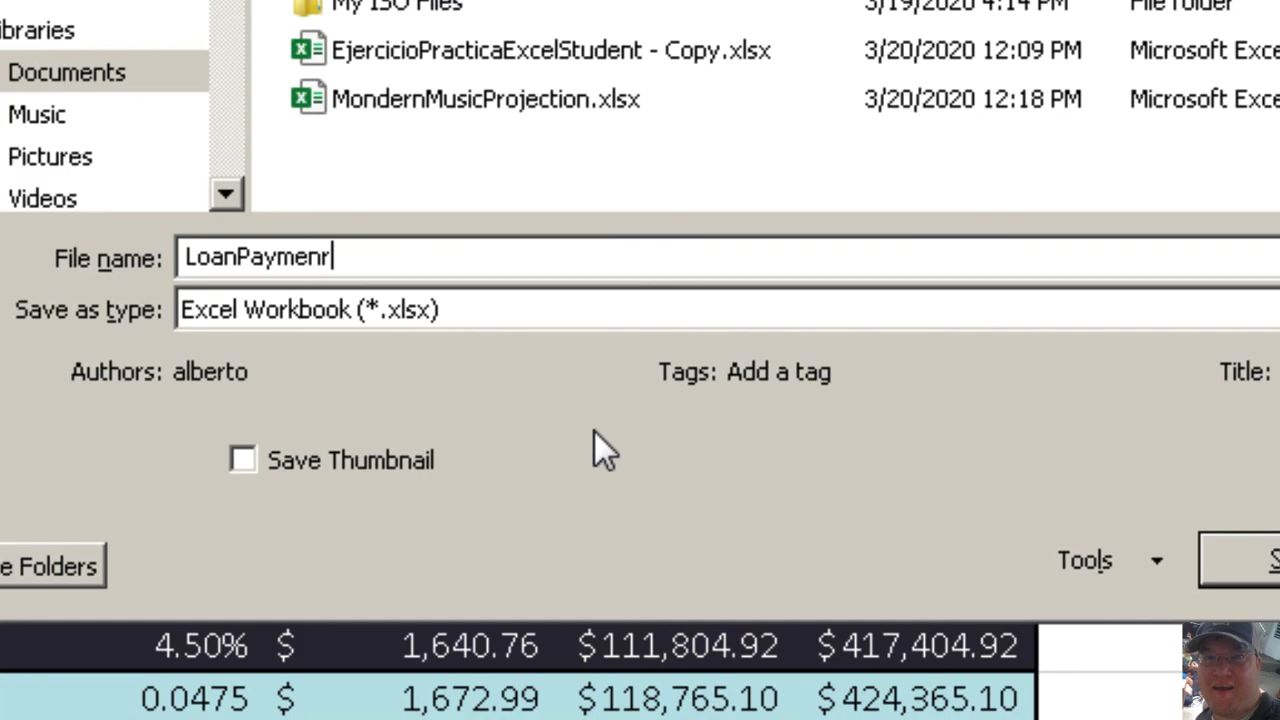 My ISO Files 3/19/2020 4:14 PM File folder
ibraries
EjercicioPracticaExcelStudent - Copy.xlsx 3/20/2020 12:09 PM Microsoft Exce
Documents
MondernMusicProjection.xlsx 3/20/2020 12:18 PM Microsoft Exce
Music
Pictures
Videos
File name: LoanPaymenr
Save as type: Excel Workbook (*.xlsx)
Authors: alberto Tags: Add a tag Title:
Save Thumbnail
e Folders Tools S
4.50% $ 1,640.76 $111,804.92 $417,404.92
0.0475 $ 1,672.99 $118,765.10 $424,365.10